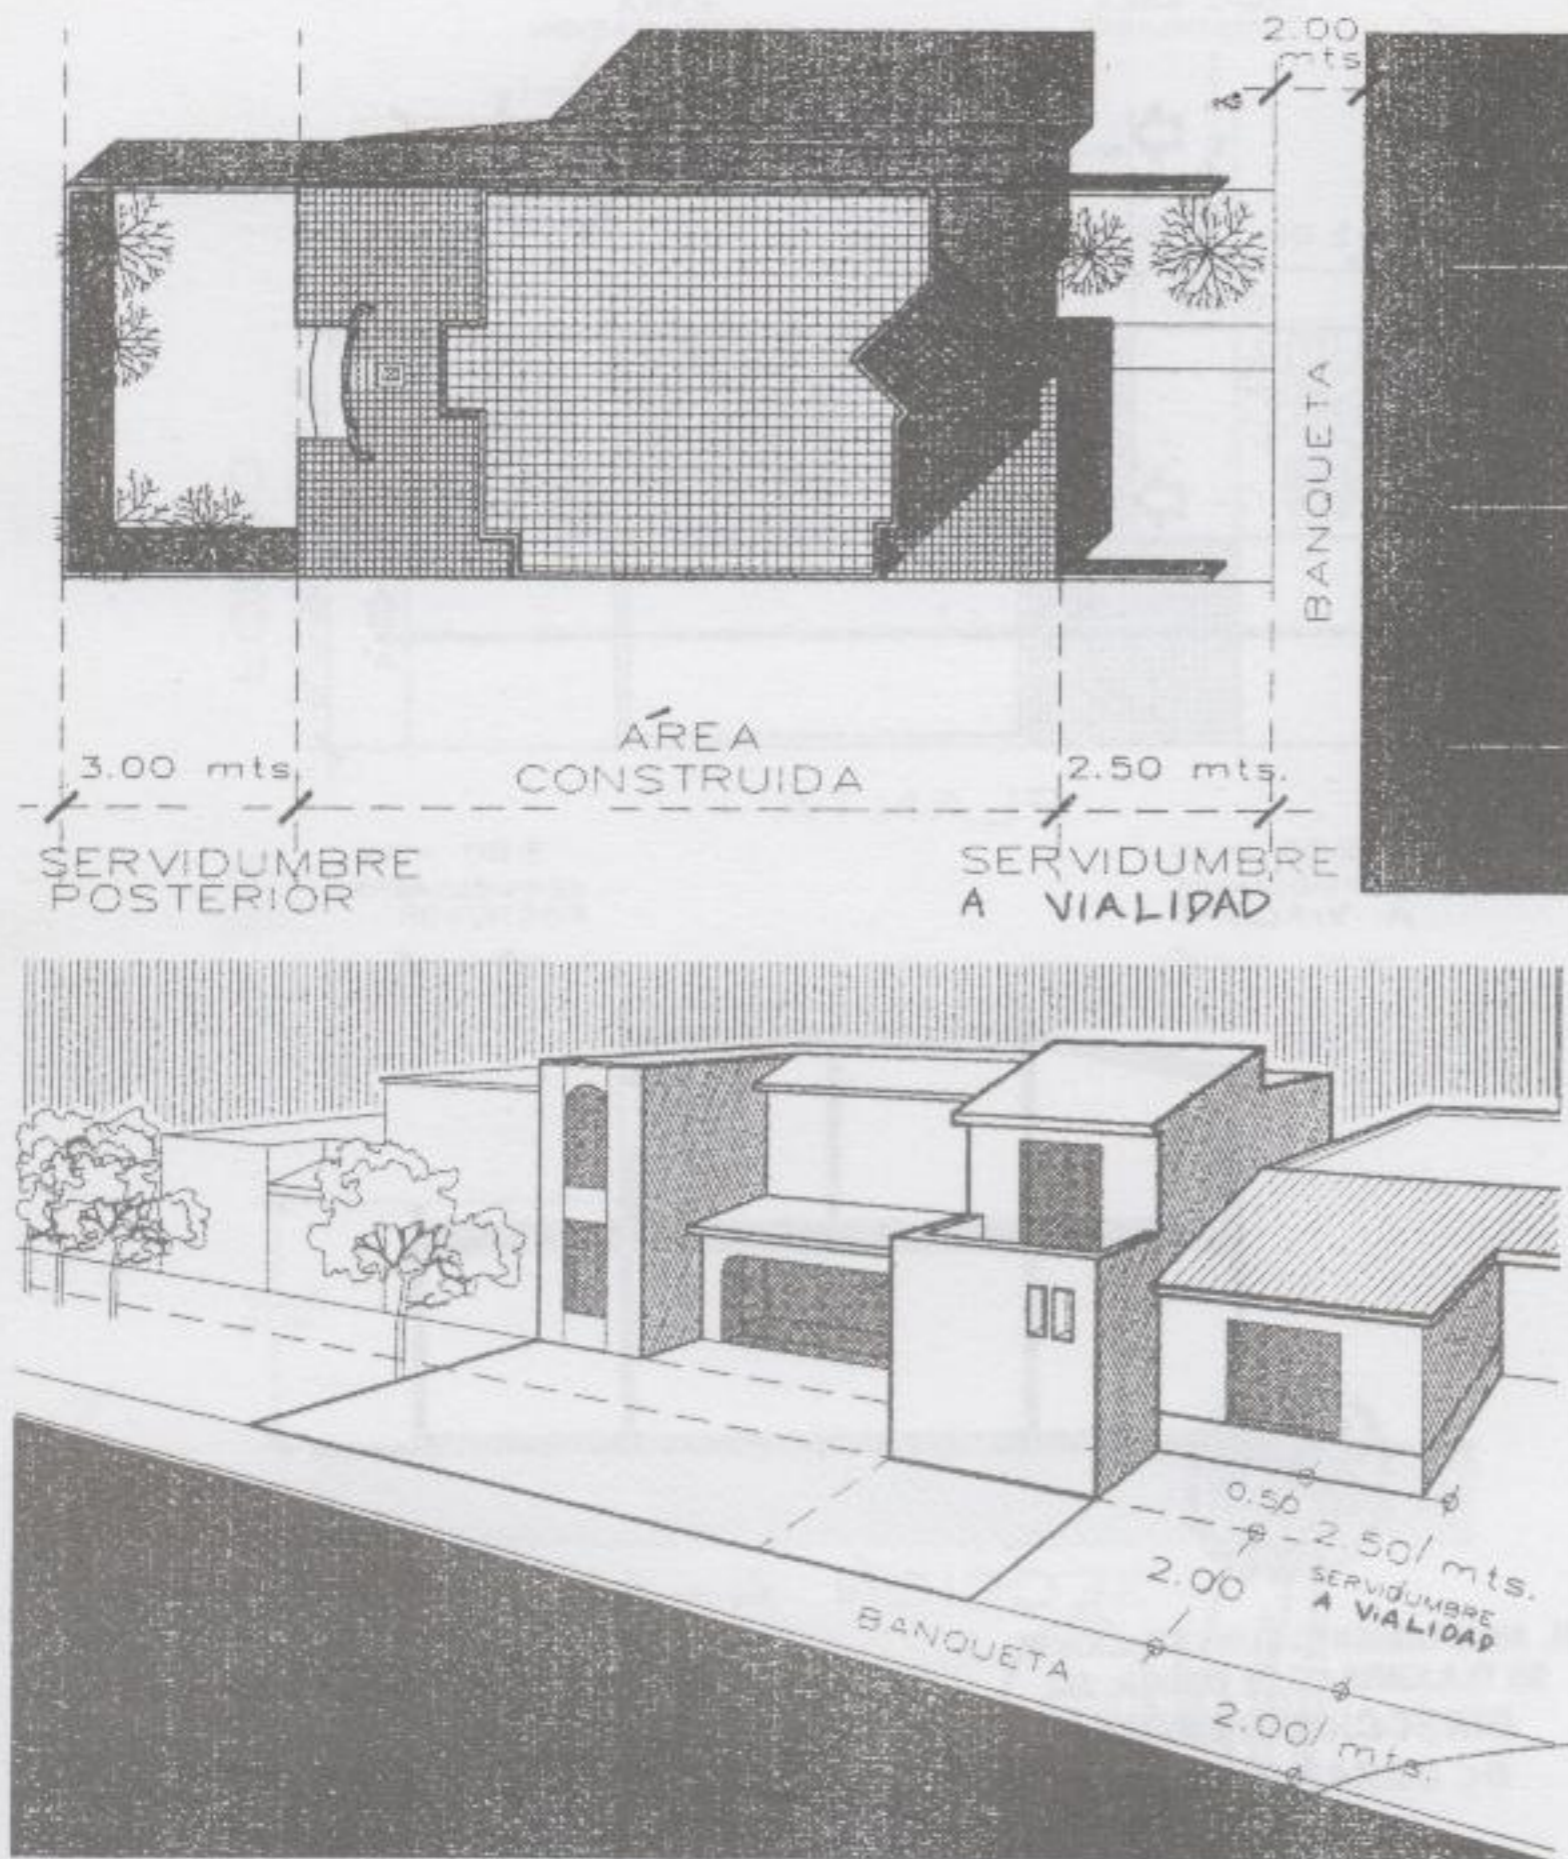 2.00
mts
BANQUETA
ÁREA
CONSTRUIDA
3.00 mts.
2.50 mts.
SERVIDUMBRE
POSTERIOR
SERVIDUMBRE
A VIALIDAD
0.50
2.50 mts.
2.00
SERVIDUMBRE
A VIALIDAD
BANQUETA
2.00 mts.